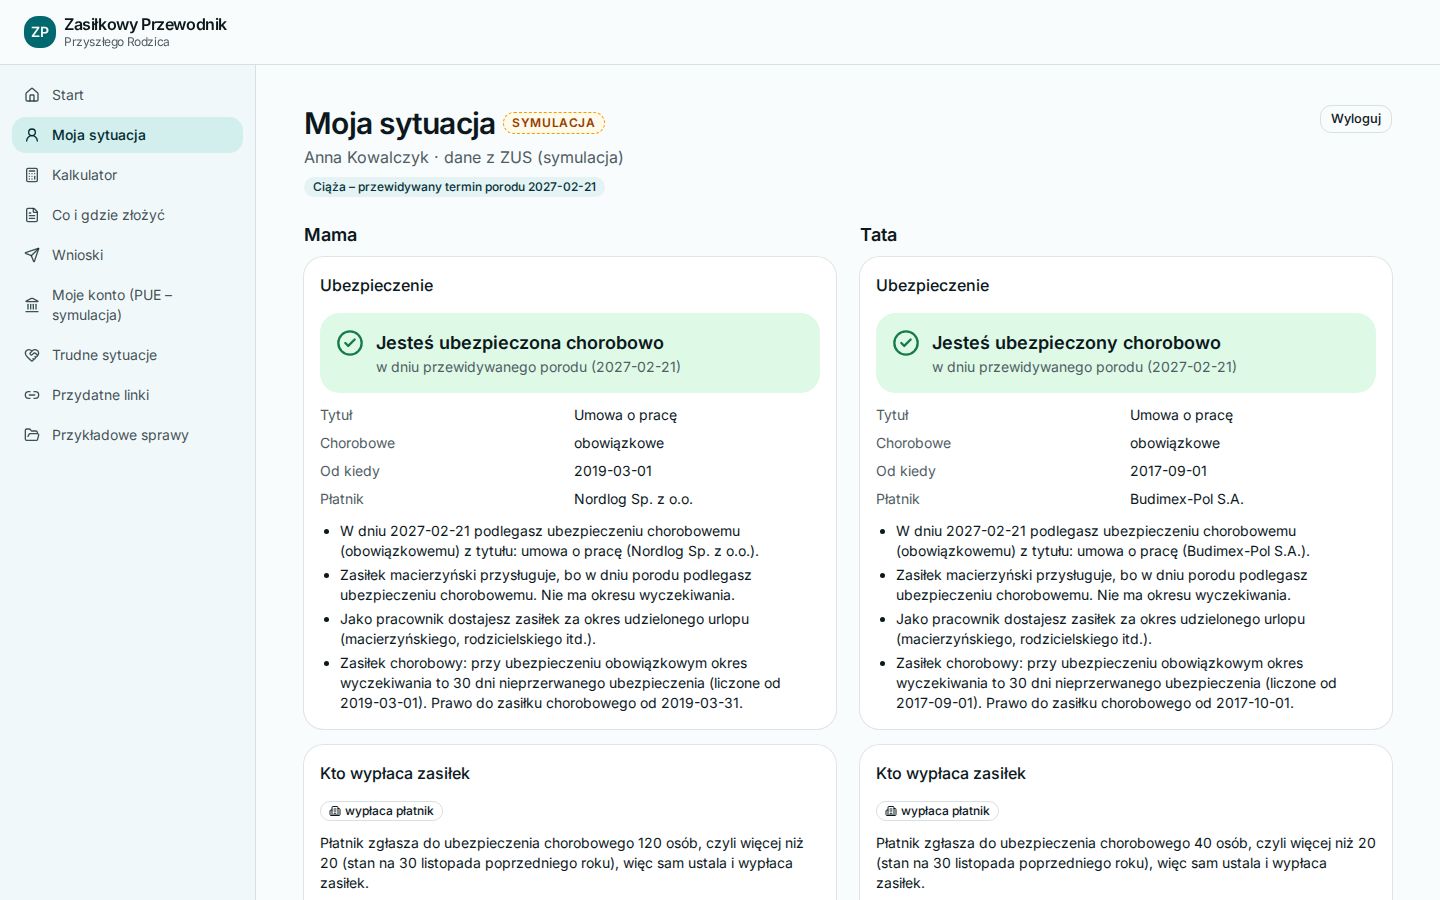 ZP
Zasiłkowy Przewodnik
Przyszłego Rodzica
Start
Moja sytuacja
Kalkulator
Co i gdzie złożyć
Wnioski
Moje konto (PUE –
symulacja)
Trudne sytuacje
Przydatne linki
Przykładowe sprawy
Moja sytuacja SYMULACJA
Wyloguj
Anna Kowalczyk · dane z ZUS (symulacja)
Ciąża – przewidywany termin porodu 2027-02-21
Mama
Ubezpieczenie
Jesteś ubezpieczona chorobowo
w dniu przewidywanego porodu (2027-02-21)
Tytuł Umowa o pracę
Chorobowe obowiązkowe
Od kiedy 2019-03-01
Płatnik Nordlog Sp. z o.o.
• W dniu 2027-02-21 podlegasz ubezpieczeniu chorobowemu
(obowiązkowemu) z tytułu: umowa o pracę (Nordlog Sp. z o.o.).
• Zasiłek macierzyński przysługuje, bo w dniu porodu podlegasz
ubezpieczeniu chorobowemu. Nie ma okresu wyczekiwania.
• Jako pracownik dostajesz zasiłek za okres udzielonego urlopu
(macierzyńskiego, rodzicielskiego itd.).
• Zasiłek chorobowy: przy ubezpieczeniu obowiązkowym okres
wyczekiwania to 30 dni nieprzerwanego ubezpieczenia (liczone od
2019-03-01). Prawo do zasiłku chorobowego od 2019-03-31.
Kto wypłaca zasiłek
wypłaca płatnik
Płatnik zgłasza do ubezpieczenia chorobowego 120 osób, czyli więcej niż
20 (stan na 30 listopada poprzedniego roku), więc sam ustala i wypłaca
zasiłek.
Tata
Ubezpieczenie
Jesteś ubezpieczony chorobowo
w dniu przewidywanego porodu (2027-02-21)
Tytuł Umowa o pracę
Chorobowe obowiązkowe
Od kiedy 2017-09-01
Płatnik Budimex-Pol S.A.
• W dniu 2027-02-21 podlegasz ubezpieczeniu chorobowemu
(obowiązkowemu) z tytułu: umowa o pracę (Budimex-Pol S.A.).
• Zasiłek macierzyński przysługuje, bo w dniu porodu podlegasz
ubezpieczeniu chorobowemu. Nie ma okresu wyczekiwania.
• Jako pracownik dostajesz zasiłek za okres udzielonego urlopu
(macierzyńskiego, rodzicielskiego itd.).
• Zasiłek chorobowy: przy ubezpieczeniu obowiązkowym okres
wyczekiwania to 30 dni nieprzerwanego ubezpieczenia (liczone od
2017-09-01). Prawo do zasiłku chorobowego od 2017-10-01.
Kto wypłaca zasiłek
wypłaca płatnik
Płatnik zgłasza do ubezpieczenia chorobowego 40 osób, czyli więcej niż 20
(stan na 30 listopada poprzedniego roku), więc sam ustala i wypłaca
zasiłek.